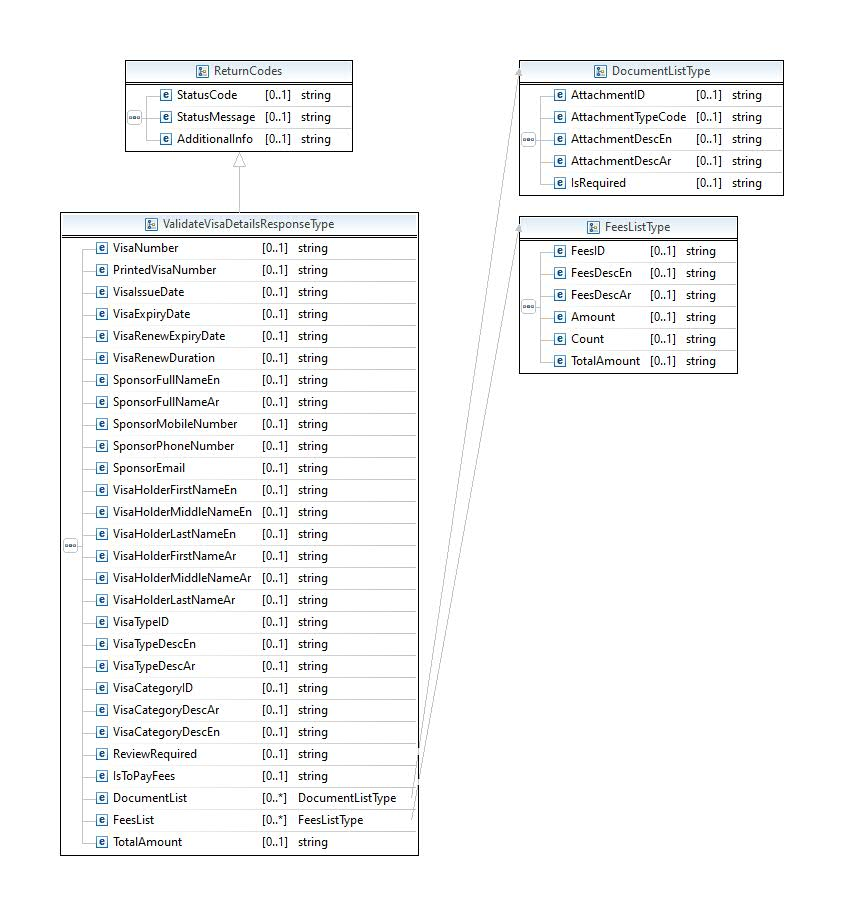 ReturnCodes
StatusCode [0..1] string
StatusMessage [0..1] string
AdditionalInfo [0..1] string
DocumentListType
AttachmentID [0..1] string
AttachmentTypeCode [0..1] string
AttachmentDescEn [0..1] string
AttachmentDescAr [0..1] string
IsRequired [0..1] string
ValidateVisaDetailsResponseType
VisaNumber [0..1] string
PrintedVisaNumber [0..1] string
VisaIssueDate [0..1] string
VisaExpiryDate [0..1] string
VisaRenewExpiryDate [0..1] string
VisaRenewDuration [0..1] string
SponsorFullNameEn [0..1] string
SponsorFullNameAr [0..1] string
SponsorMobileNumber [0..1] string
SponsorPhoneNumber [0..1] string
SponsorEmail [0..1] string
VisaHolderFirstNameEn [0..1] string
VisaHolderMiddleNameEn [0..1] string
VisaHolderLastNameEn [0..1] string
VisaHolderFirstNameAr [0..1] string
VisaHolderMiddleNameAr [0..1] string
VisaHolderLastNameAr [0..1] string
VisaTypeID [0..1] string
VisaTypeDescEn [0..1] string
VisaTypeDescAr [0..1] string
VisaCategoryID [0..1] string
VisaCategoryDescAr [0..1] string
VisaCategoryDescEn [0..1] string
ReviewRequired [0..1] string
IsToPayFees [0..1] string
DocumentList [0..*] DocumentListType
FeesList [0..*] FeesListType
TotalAmount [0..1] string
FeesListType
FeesID [0..1] string
FeesDescEn [0..1] string
FeesDescAr [0..1] string
Amount [0..1] string
Count [0..1] string
TotalAmount [0..1] string